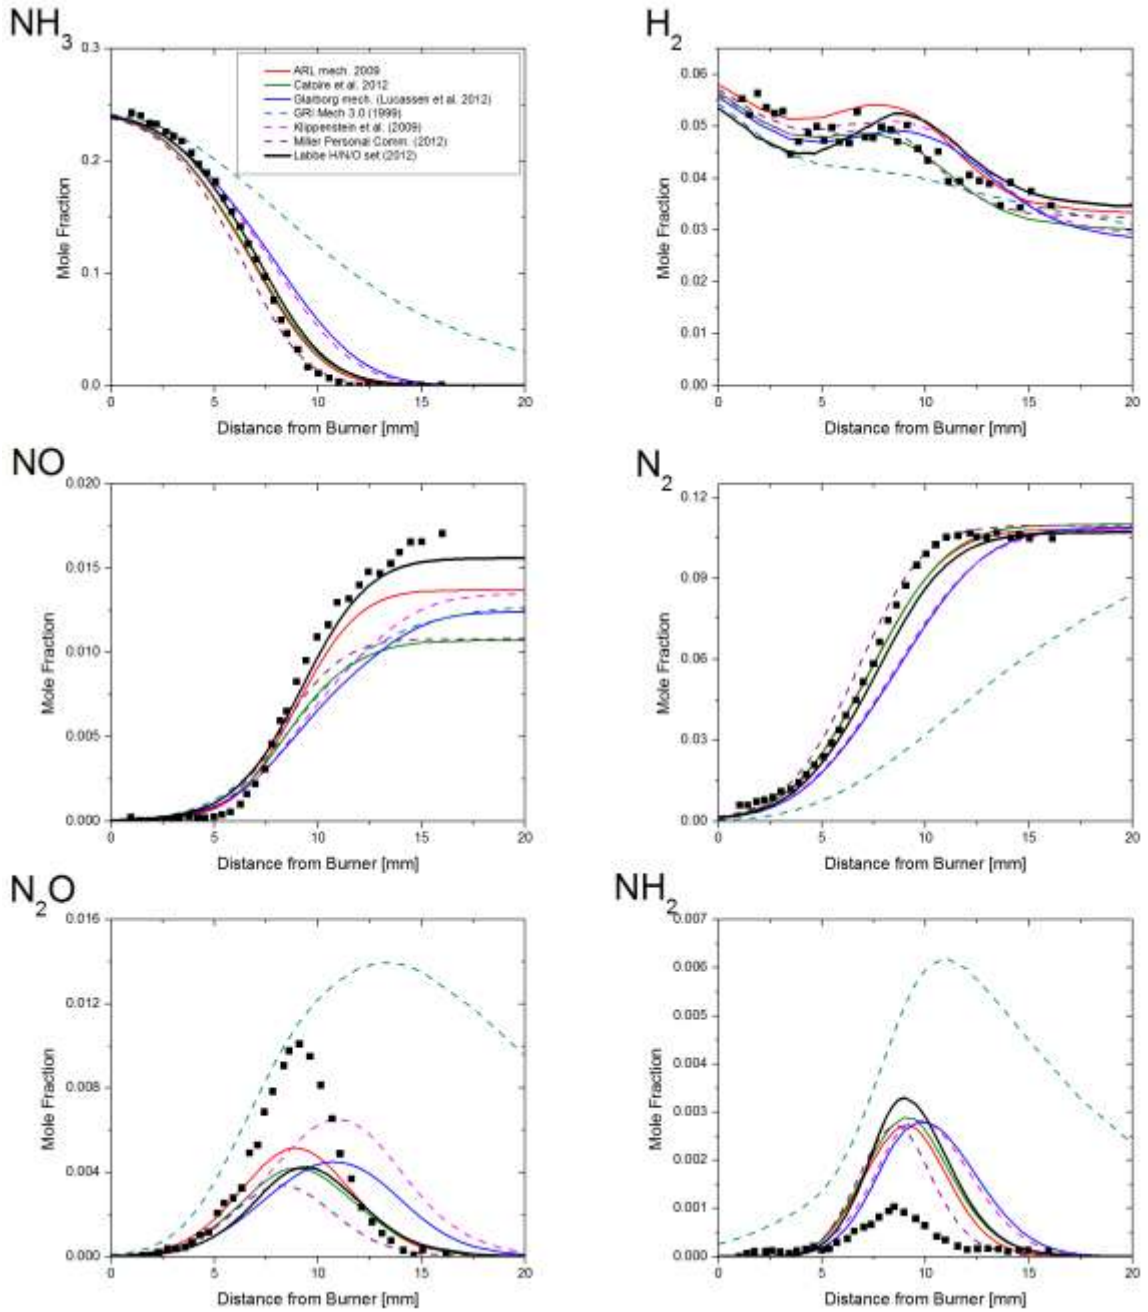 NH3
0.3
0.2
0.1
0.0
Mole Fraction
ARL mech. 2009
Catoire et al. 2012
Glarborg mech. (Lucassen et al. 2012)
GRI Mech 3.0 (1999)
Klippenstein et al. (2009)
Miller Personal Comm. (2012)
Labbe H/N/O set (2012)
0 5 10 15 20
Distance from Burner [mm]
H2
0.06
0.05
0.04
0.03
0.02
0.01
0.00
Mole Fraction
0 5 10 15 20
Distance from Burner [mm]
NO
0.020
0.015
0.010
0.005
0.000
Mole Fraction
0 5 10 15 20
Distance from Burner [mm]
N2
0.12
0.09
0.06
0.03
0.00
Mole Fraction
0 5 10 15 20
Distance from Burner [mm]
N2O
0.016
0.012
0.008
0.004
0.000
Mole Fraction
0 5 10 15 20
Distance from Burner [mm]
NH2
0.007
0.006
0.005
0.004
0.003
0.002
0.001
0.000
Mole Fraction
0 5 10 15 20
Distance from Burner [mm]